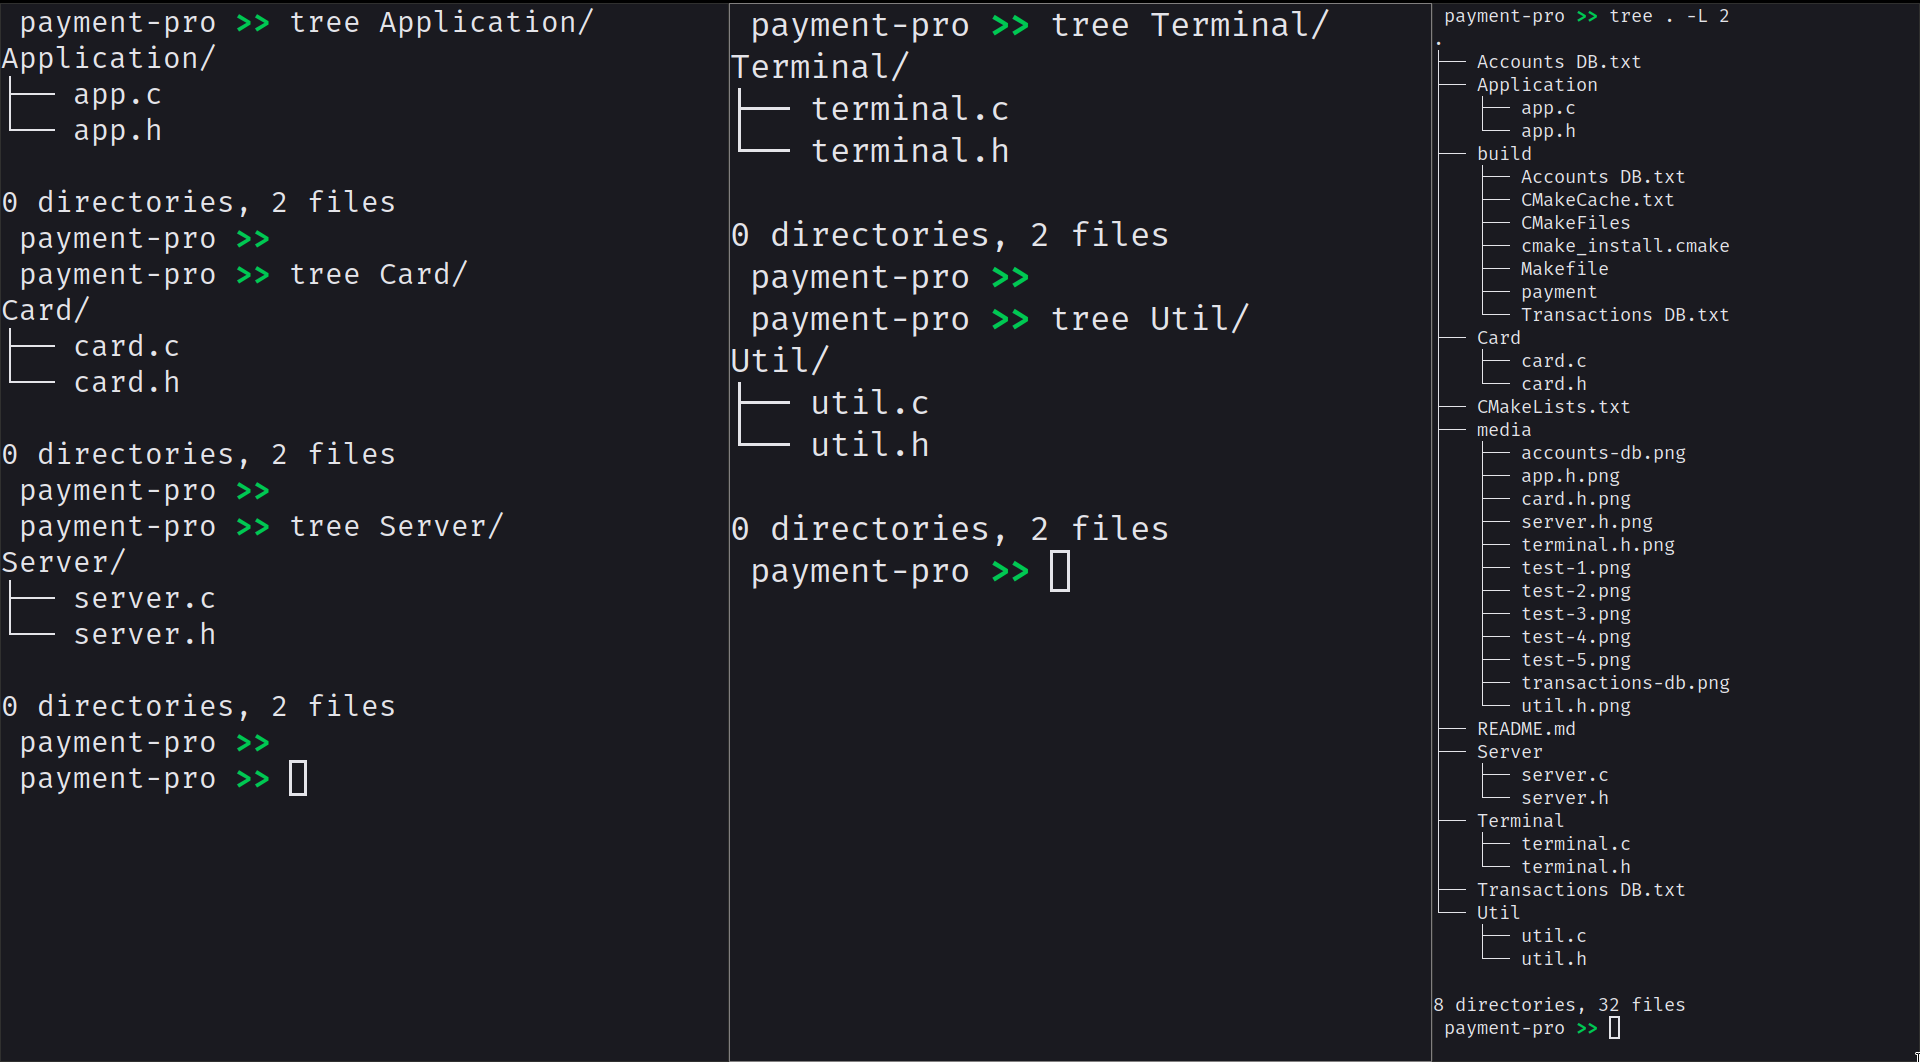 payment-pro >> tree Application/
Application/
├── app.c
└── app.h
0 directories, 2 files
payment-pro >>
payment-pro >> tree Card/
Card/
├── card.c
└── card.h
0 directories, 2 files
payment-pro >>
payment-pro >> tree Server/
Server/
├── server.c
└── server.h
0 directories, 2 files
payment-pro >>
payment-pro >>
payment-pro >> tree Terminal/
Terminal/
├── terminal.c
└── terminal.h
0 directories, 2 files
payment-pro >>
payment-pro >> tree Util/
Util/
├── util.c
└── util.h
0 directories, 2 files
payment-pro >>
payment-pro >> tree . -L 2
.
├── Accounts DB.txt
├── Application
│   ├── app.c
│   └── app.h
├── build
│   ├── Accounts DB.txt
│   ├── CMakeCache.txt
│   ├── CMakeFiles
│   ├── cmake_install.cmake
│   ├── Makefile
│   ├── payment
│   └── Transactions DB.txt
├── Card
│   ├── card.c
│   └── card.h
├── CMakeLists.txt
├── media
│   ├── accounts-db.png
│   ├── app.h.png
│   ├── card.h.png
│   ├── server.h.png
│   ├── terminal.h.png
│   ├── test-1.png
│   ├── test-2.png
│   ├── test-3.png
│   ├── test-4.png
│   ├── test-5.png
│   ├── transactions-db.png
│   └── util.h.png
├── README.md
├── Server
│   ├── server.c
│   └── server.h
├── Terminal
│   ├── terminal.c
│   └── terminal.h
├── Transactions DB.txt
└── Util
    ├── util.c
    └── util.h
8 directories, 32 files
payment-pro >>